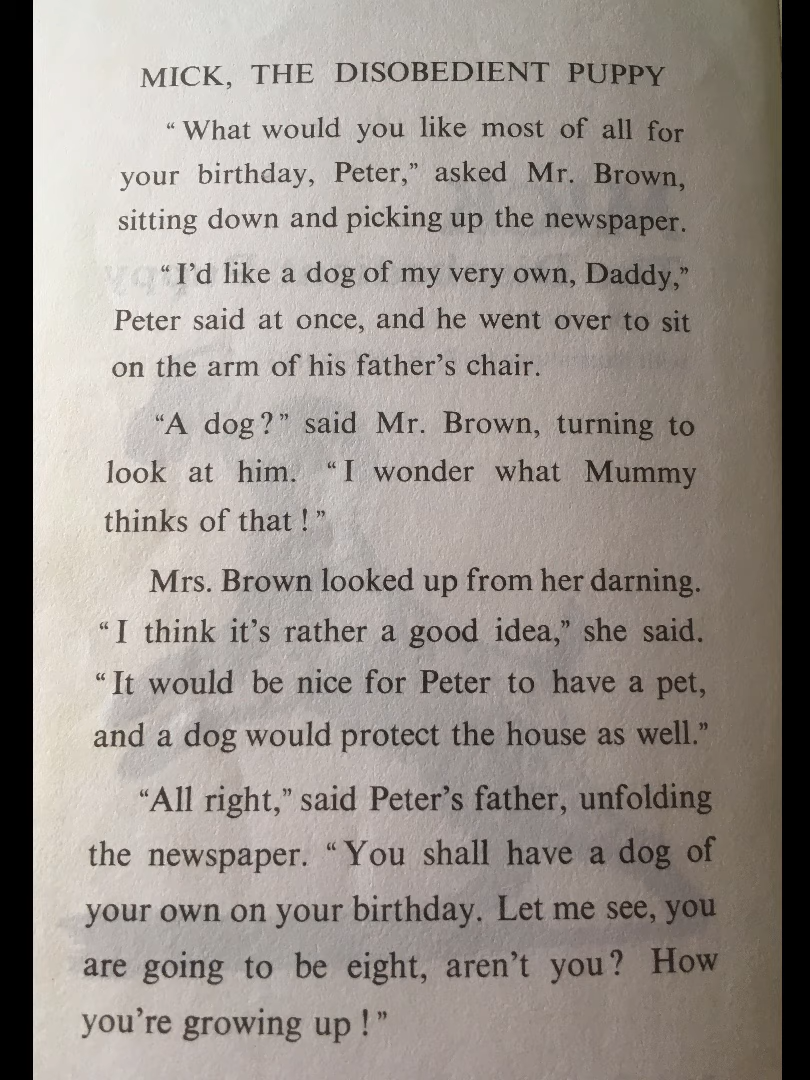 MICK, THE DISOBEDIENT PUPPY
“What would you like most of all for
your birthday, Peter,” asked Mr. Brown,
sitting down and picking up the newspaper.
“I’d like a dog of my very own, Daddy,”
Peter said at once, and he went over to sit
on the arm of his father’s chair.
“A dog?” said Mr. Brown, turning to
look at him. “I wonder what Mummy
thinks of that!”
Mrs. Brown looked up from her darning.
“I think it’s rather a good idea,” she said.
“It would be nice for Peter to have a pet,
and a dog would protect the house as well.”
“All right,” said Peter’s father, unfolding
the newspaper. “You shall have a dog of
your own on your birthday. Let me see, you
are going to be eight, aren’t you? How
you’re growing up!”